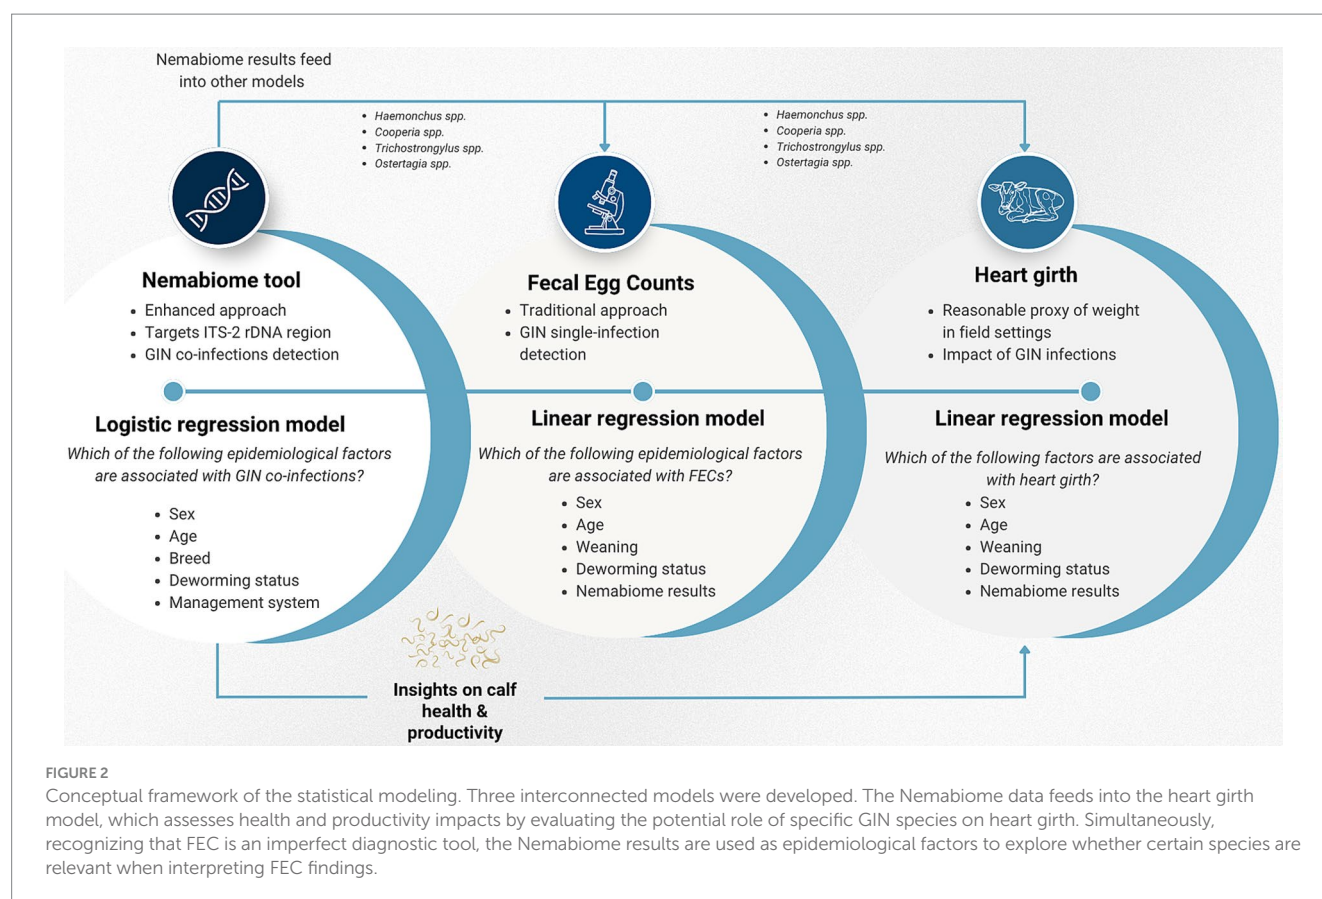 Nemabiome results feed
into other models
• Haemonchus spp.
• Cooperia spp.
• Trichostrongylus spp.
• Ostertagia spp.
• Haemonchus spp.
• Cooperia spp.
• Trichostrongylus spp.
• Ostertagia spp.
Nemabiome tool
• Enhanced approach
• Targets ITS-2 rDNA region
• GIN co-infections detection
Logistic regression model
Which of the following epidemiological factors
are associated with GIN co-infections?
• Sex
• Age
• Breed
• Deworming status
• Management system
Fecal Egg Counts
• Traditional approach
• GIN single-infection
detection
Linear regression model
Which of the following epidemiological factors
are associated with FECs?
• Sex
• Age
• Weaning
• Deworming status
• Nemabiome results
Heart girth
• Reasonable proxy of weight
in field settings
• Impact of GIN infections
Linear regression model
Which of the following factors are associated
with heart girth?
• Sex
• Age
• Weaning
• Deworming status
• Nemabiome results
Insights on calf
health &
productivity
FIGURE 2
Conceptual framework of the statistical modeling. Three interconnected models were developed. The Nemabiome data feeds into the heart girth
model, which assesses health and productivity impacts by evaluating the potential role of specific GIN species on heart girth. Simultaneously,
recognizing that FEC is an imperfect diagnostic tool, the Nemabiome results are used as epidemiological factors to explore whether certain species are
relevant when interpreting FEC findings.